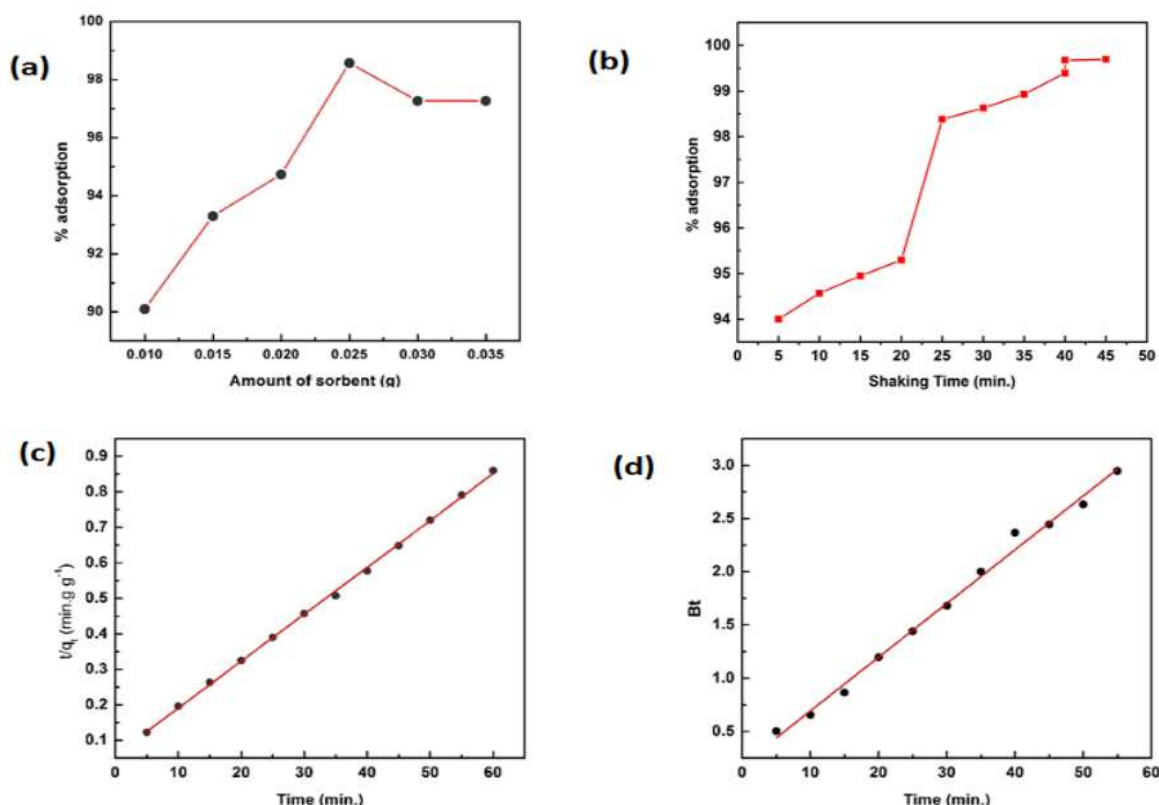 (a)
100
98
96
94
92
90
% adsorption
0.010 0.015 0.020 0.025 0.030 0.035
Amount of sorbent (g)
(b)
100
99
98
97
96
95
94
% adsorption
0 5 10 15 20 25 30 35 40 45 50
Shaking Time (min.)
(c)
0.9
0.8
0.7
0.6
0.5
0.4
0.3
0.2
0.1
t/qt (min.g g-1)
0 10 20 30 40 50 60
Time (min.)
(d)
3.0
2.5
2.0
1.5
1.0
0.5
Bt
0 10 20 30 40 50 60
Time (min.)